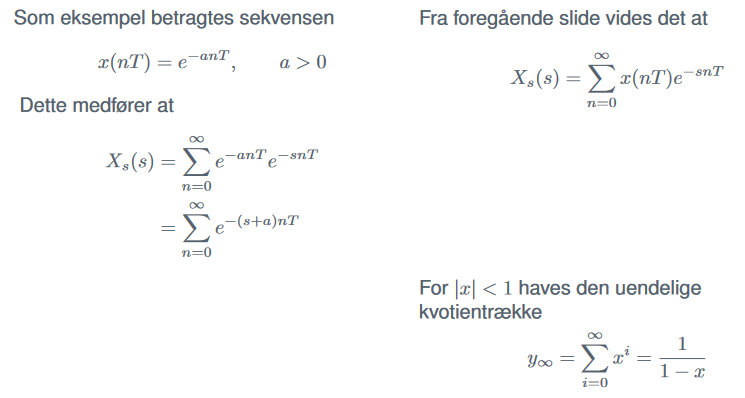 Som eksempel betragtes sekvensen
x(nT) = e^{-anT}, a > 0
Dette medfører at
X_s(s) = \sum_{n=0}^{\infty} e^{-anT} e^{-snT}
= \sum_{n=0}^{\infty} e^{-(s+a)nT}
Fra foregående slide vides det at
X_s(s) = \sum_{n=0}^{\infty} x(nT)e^{-snT}
For |x| < 1 haves den uendelige
kvotientrække
y_∞ = \sum_{i=0}^{\infty} x^i = \frac{1}{1 - x}